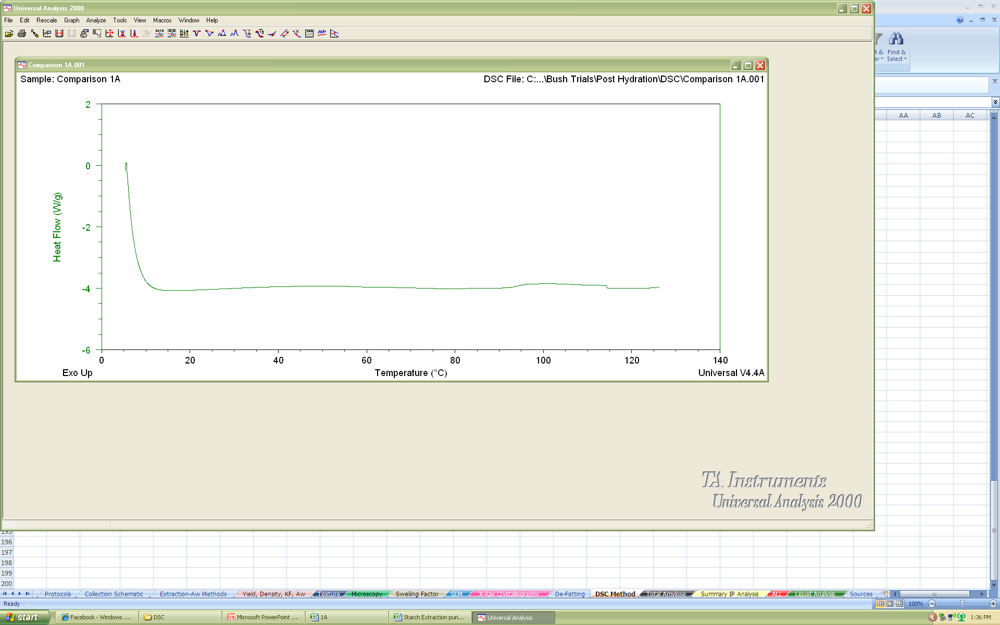 Universal Analysis 2000
File Edit Rescale Graph Analyze Tools View Macros Window Help
Comparison 1A.001
Sample: Comparison 1A
DSC File: C:...\Bush Trials\Post Hydration\DSC\Comparison 1A.001
2
0
-2
-4
-6
Heat Flow (W/g)
0 20 40 60 80 100 120 140
Exo Up
Temperature (°C)
Universal V4.4A
TA Instruments
Universal Analysis 2000
Find &
Select
AA AB AC
195
196
197
198
199
200
Protocols Collection Schematic Extraction-Aw Methods Yield, Density, KF, Aw Texture Microscopy Swelling Factor SEM X-Ray Crystallography De-Fatting DSC Method Total Amylose Summary IP Analysis ALL Liquid Analysis Sources
Ready
100%
start Facebook - Windows ... DSC Microsoft PowerPoint ... 1A Starch Extraction puri... Universal Analysis 1:36 PM